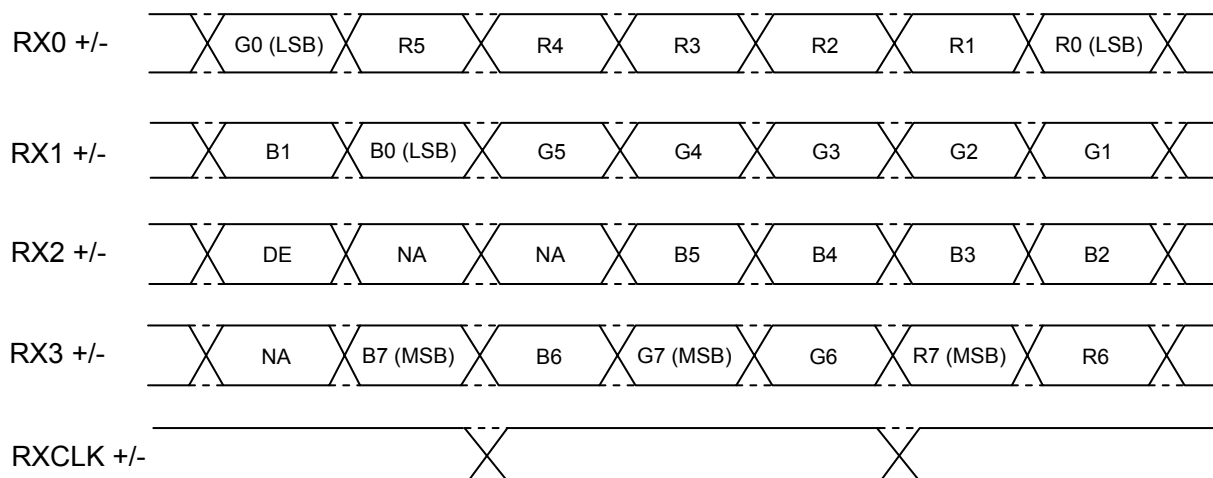 RX0 +/- G0 (LSB) R5 R4 R3 R2 R1 R0 (LSB)
RX1 +/- B1 B0 (LSB) G5 G4 G3 G2 G1
RX2 +/- DE NA NA B5 B4 B3 B2
RX3 +/- NA B7 (MSB) B6 G7 (MSB) G6 R7 (MSB) R6
RXCLK +/-